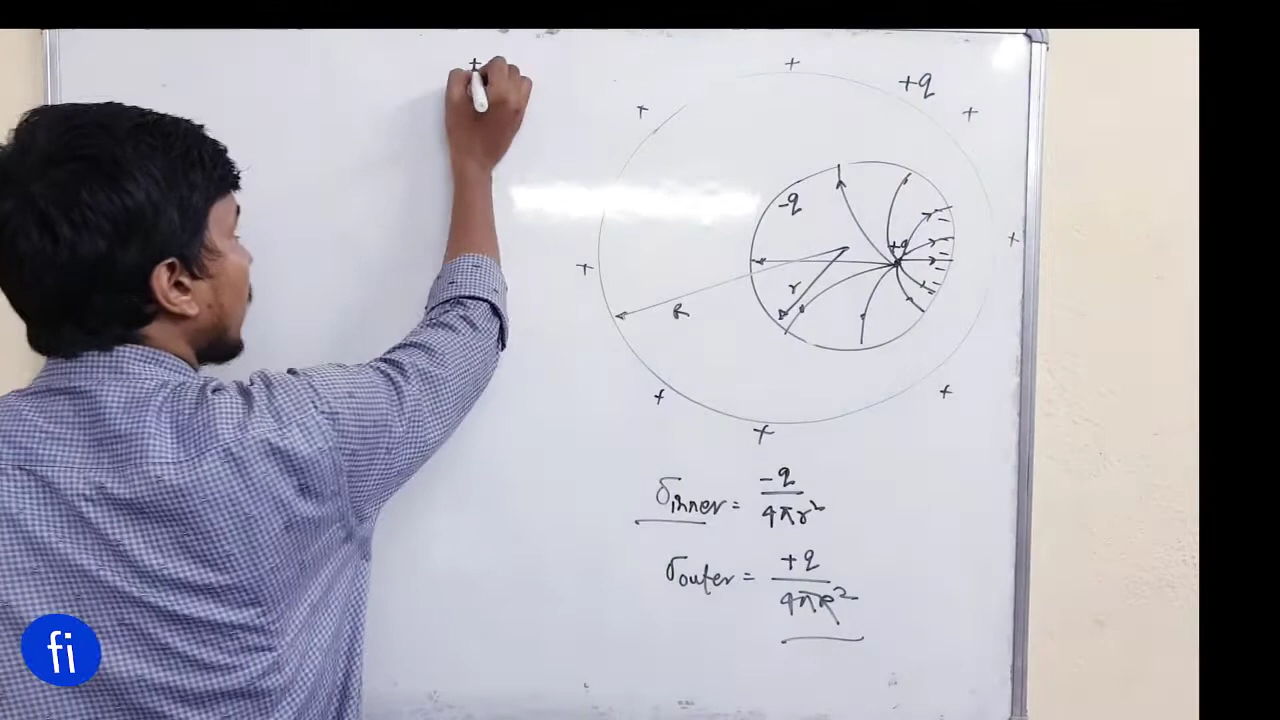 + + +q
+ +
-q
+q
+ +
r
R
+ +
+
σinner = -q / 4πr²
σouter = +q / 4πR²
fi